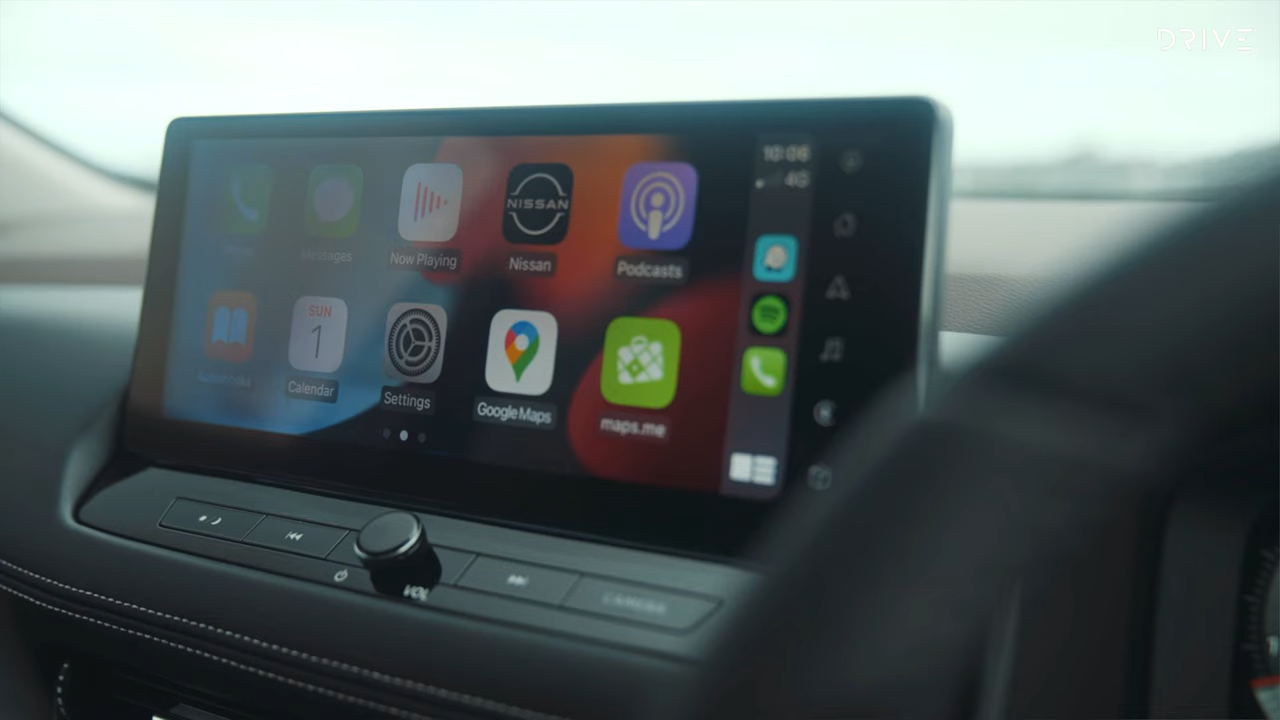 DRIVE
10:06
4G
Messages
Now Playing
NISSAN
Nissan
Podcasts
SUN
1
Calendar
Settings
Google Maps
maps.me
VOL
CAMERA